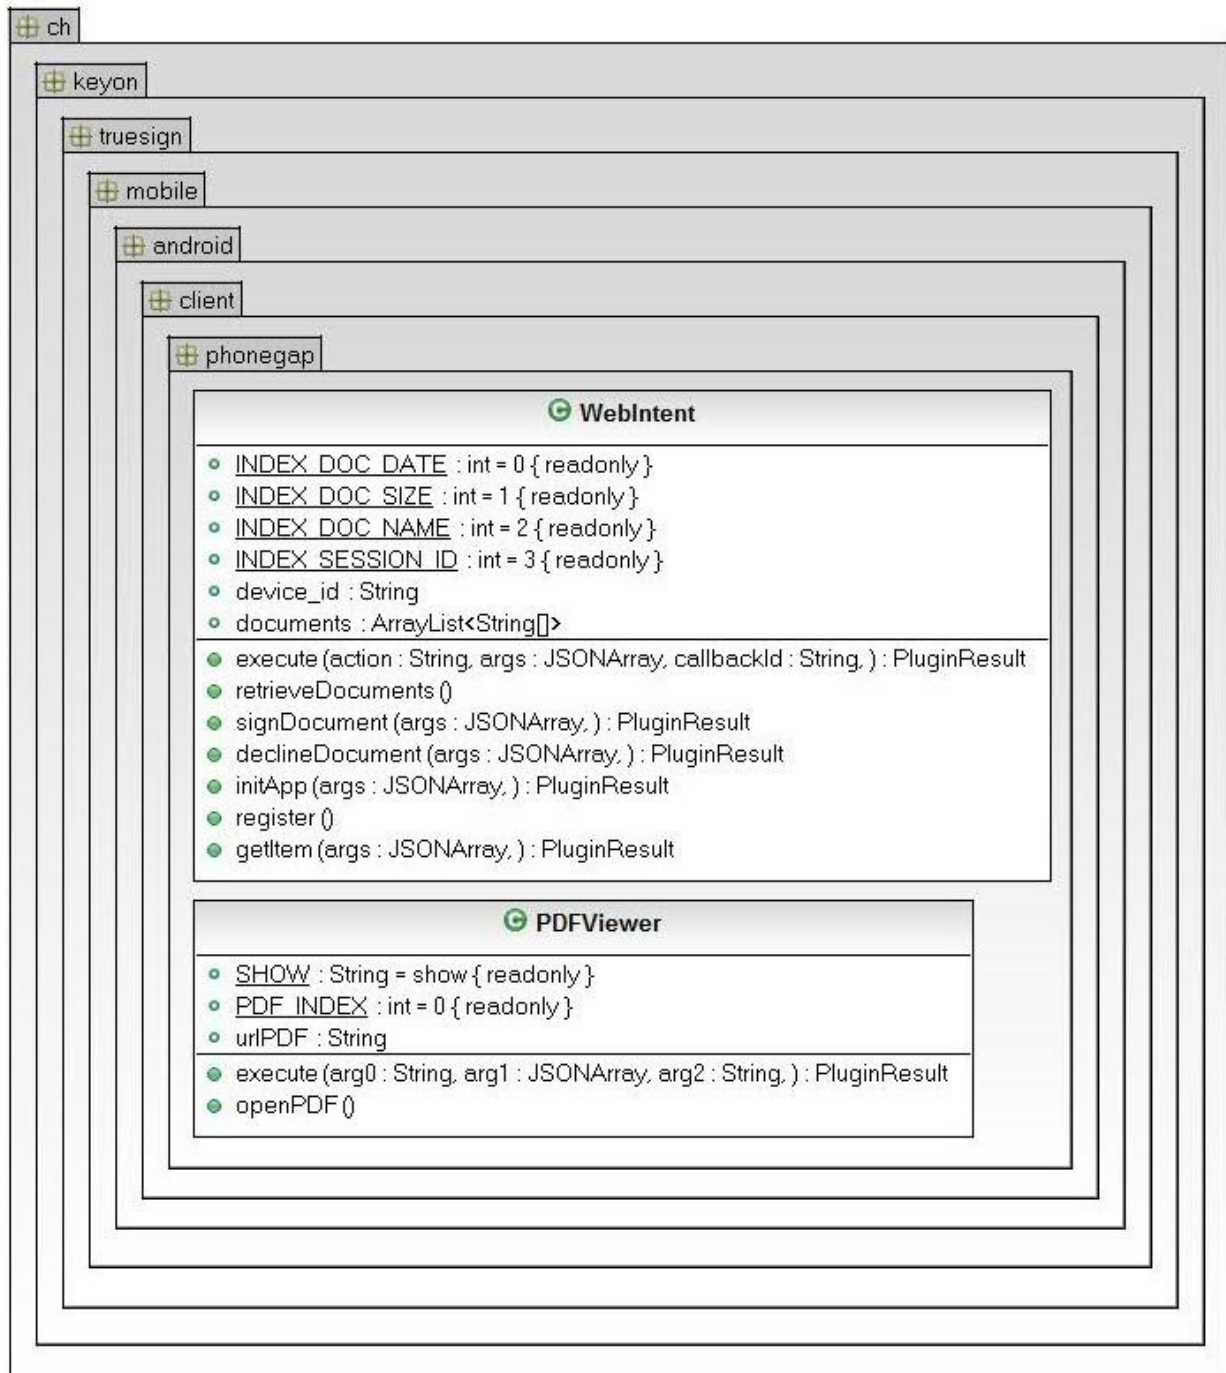 ch
keyon
truesign
mobile
android
client
phonegap
WebIntent
INDEX_DOC_DATE : int = 0 { readonly }
INDEX_DOC_SIZE : int = 1 { readonly }
INDEX_DOC_NAME : int = 2 { readonly }
INDEX_SESSION_ID : int = 3 { readonly }
device_id : String
documents : ArrayList<String[]>
execute (action : String, args : JSONArray, callbackId : String, ) : PluginResult
retrieveDocuments ()
signDocument (args : JSONArray, ) : PluginResult
declineDocument (args : JSONArray, ) : PluginResult
initApp (args : JSONArray, ) : PluginResult
register ()
getItem (args : JSONArray, ) : PluginResult
PDFViewer
SHOW : String = show { readonly }
PDF_INDEX : int = 0 { readonly }
urlPDF : String
execute (arg0 : String, arg1 : JSONArray, arg2 : String, ) : PluginResult
openPDF ()